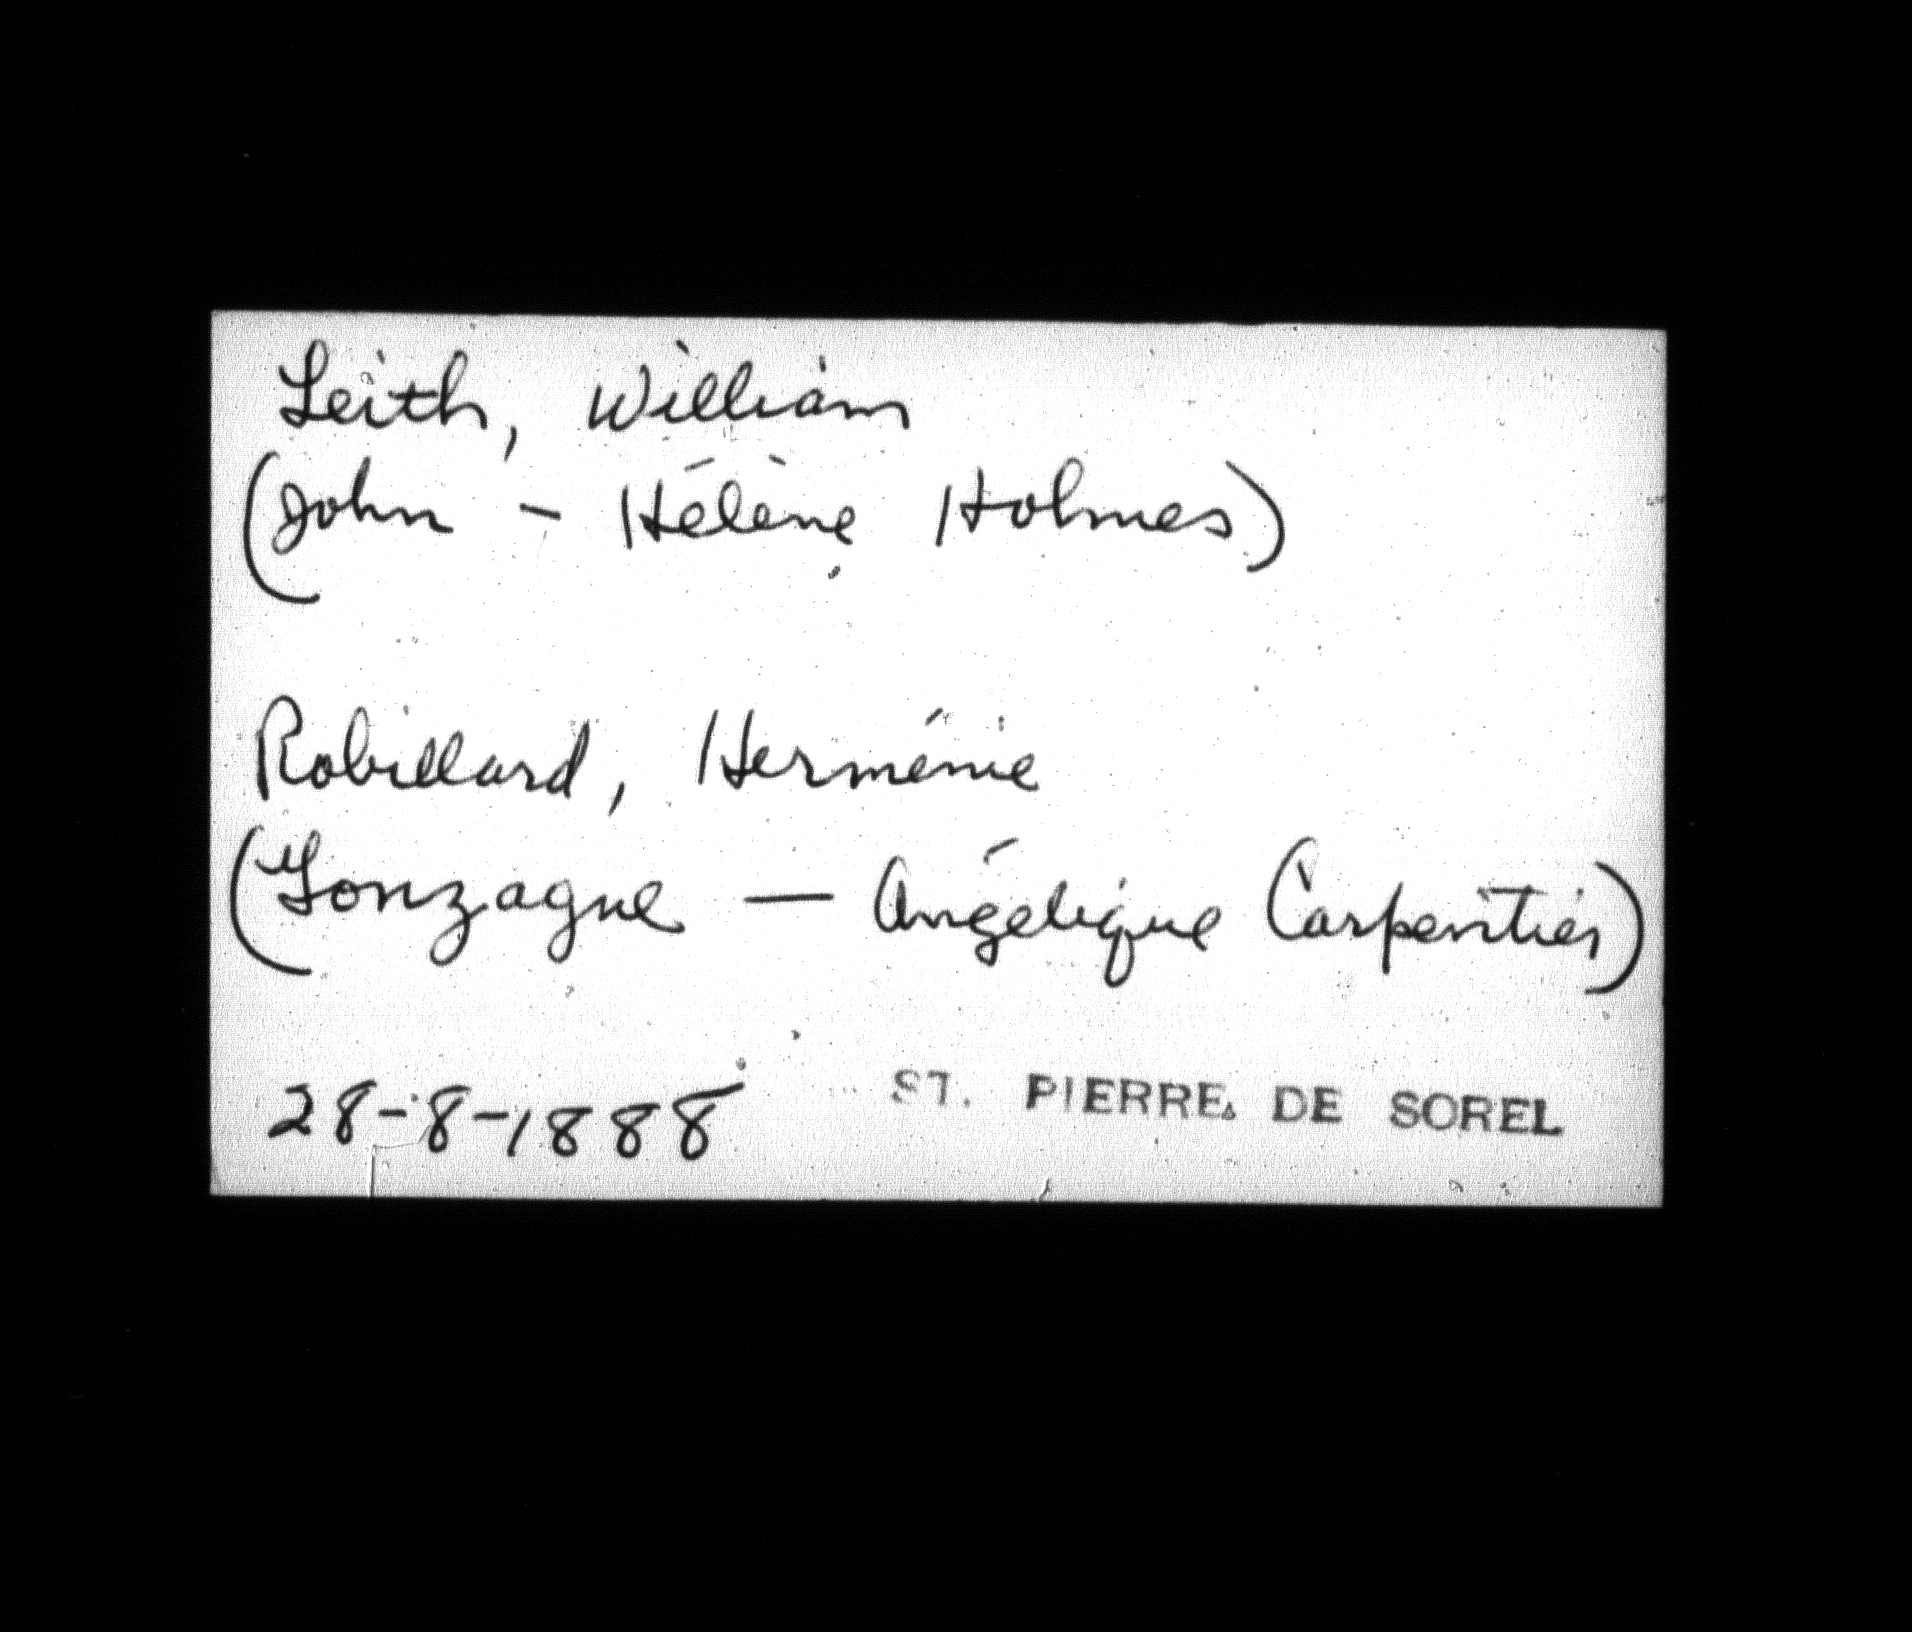 Leith, William
(John - Hélène Holmes)
Robillard, Herménie
(Gonzague — Angélique Carpentier)
28-8-1888 ST. PIERRE DE SOREL